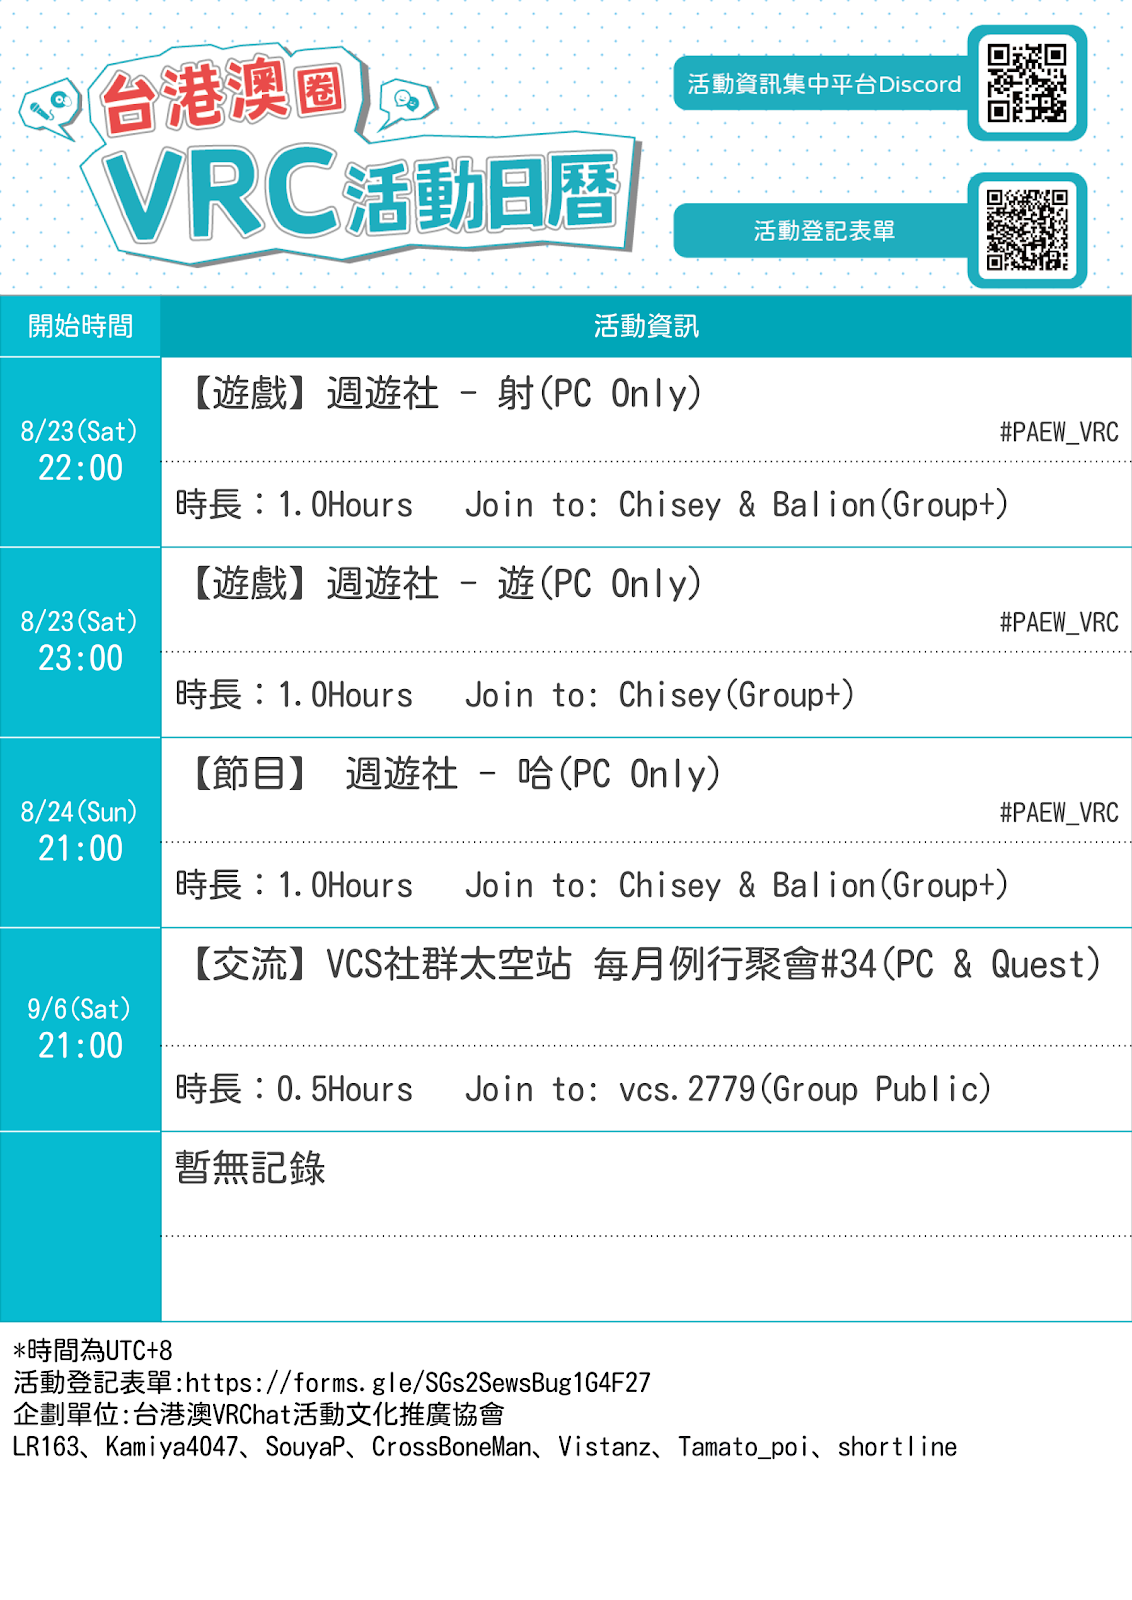 台港澳圈
VRC活動日曆
活動資訊集中平台Discord
活動登記表單
開始時間
活動資訊
8/23(Sat)
22:00
【遊戲】週遊社 - 射(PC Only)
#PAEW_VRC
時長：1.0Hours Join to: Chisey & Balion(Group+)
8/23(Sat)
23:00
【遊戲】週遊社 - 遊(PC Only)
#PAEW_VRC
時長：1.0Hours Join to: Chisey(Group+)
8/24(Sun)
21:00
【節目】 週遊社 - 哈(PC Only)
#PAEW_VRC
時長：1.0Hours Join to: Chisey & Balion(Group+)
9/6(Sat)
21:00
【交流】VCS社群太空站 每月例行聚會#34(PC & Quest)
時長：0.5Hours Join to: vcs.2779(Group Public)
暫無記錄
*時間為UTC+8
活動登記表單:https://forms.gle/SGs2SewsBug1G4F27
企劃單位:台港澳VRChat活動文化推廣協會
LR163、Kamiya4047、SouyaP、CrossBoneMan、Vistanz、Tamato_poi、shortline